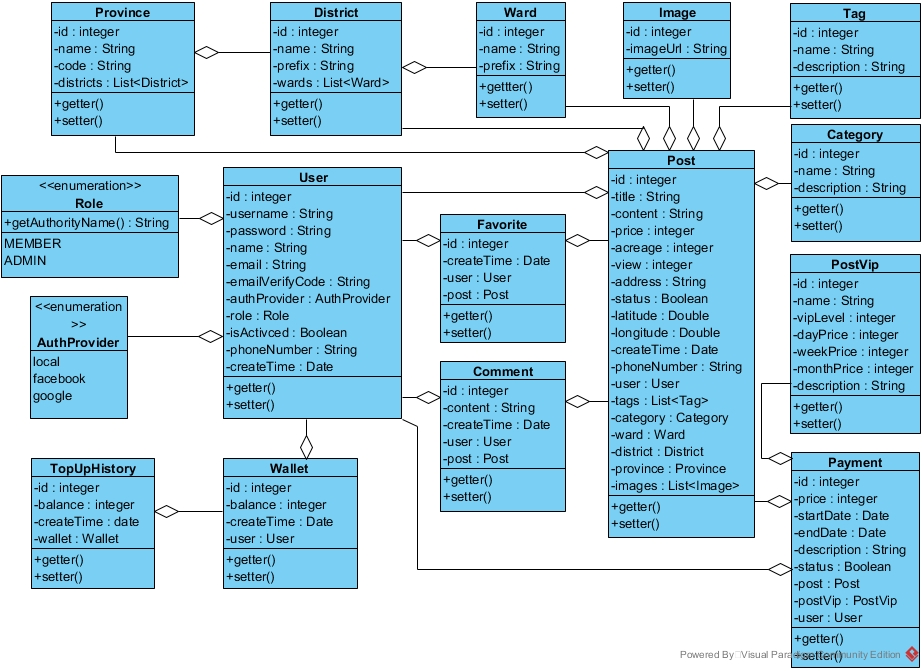 Province
-id : integer
-name : String
-code : String
-districts : List<District>
+getter()
+setter()
District
-id : integer
-name : String
-prefix : String
-wards : List<Ward>
+getter()
+setter()
Ward
-id : integer
-name : String
-prefix : String
+gettter()
+setter()
Image
-id : integer
-imageUrl : String
+getter()
+setter()
Tag
-id : integer
-name : String
-description : String
+getter()
+setter()
Category
-id : integer
-name : String
-description : String
+getter()
+setter()
<<enumeration>>
Role
+getAuthorityName() : String
MEMBER
ADMIN
<<enumeration
>>
AuthProvider
local
facebook
google
User
-id : integer
-username : String
-password : String
-name : String
-email : String
-emailVerifyCode : String
-authProvider : AuthProvider
-role : Role
-isActivced : Boolean
-phoneNumber : String
-createTime : Date
+getter()
+setter()
Favorite
-id : integer
-createTime : Date
-user : User
-post : Post
+getter()
+setter()
Comment
-id : integer
-content : String
-createTime : Date
-user : User
-post : Post
+getter()
+setter()
Post
-id : integer
-title : String
-content : String
-price : integer
-acreage : integer
-view : integer
-address : String
-status : Boolean
-latitude : Double
-longitude : Double
-createTime : Date
-phoneNumber : String
-user : User
-tags : List<Tag>
-category : Category
-ward : Ward
-district : District
-province : Province
-images : List<Image>
+getter()
+setter()
PostVip
-id : integer
-name : String
-vipLevel : integer
-dayPrice : integer
-weekPrice : integer
-monthPrice : integer
-description : String
+getter()
+setter()
TopUpHistory
-id : integer
-balance : integer
-createTime : date
-wallet : Wallet
+getter()
+setter()
Wallet
-id : integer
-balance : integer
-createTime : Date
-user : User
+getter()
+setter()
Payment
-id : integer
-price : integer
-startDate : Date
-endDate : Date
-description : String
-status : Boolean
-post : Post
-postVip : PostVip
-user : User
+getter()
+setter()
Powered By Visual Paradigm Community Edition